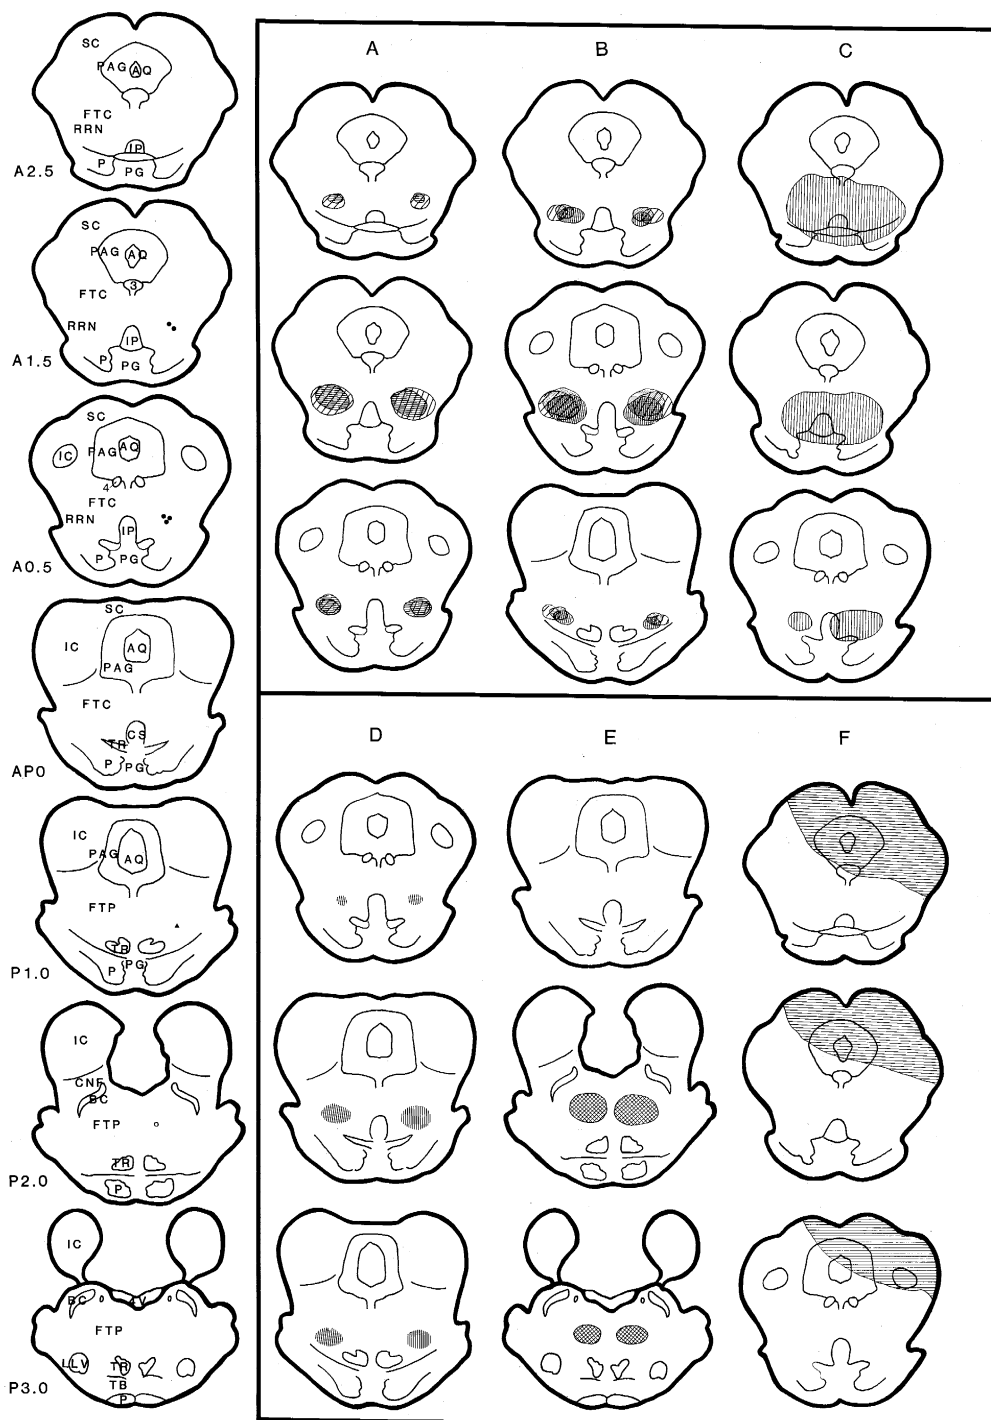 A B C
SC
PAG AQ
FTC
RRN
IP
P PG
A2.5
SC
PAG AQ
3
FTC
RRN
IP
P PG
A1.5
SC
IC PAG AQ
4
FTC
RRN
IP
P PG
A0.5
SC
IC AQ
PAG
FTC
CS
TR
P PG
AP0
D E F
IC
PAG AQ
FTP
TR
PG
P
P1.0
IC
CNF
BC
FTP
TR
P
P2.0
IC
BC
FTP
LLV TR
TB
P
P3.0